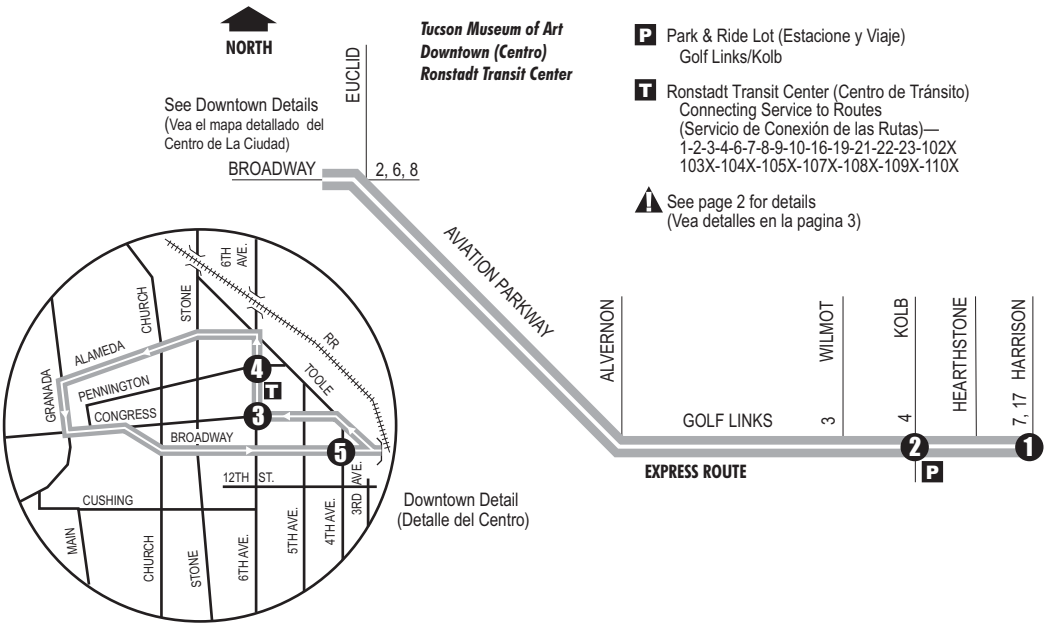 NORTH
Tucson Museum of Art
Downtown (Centro)
Ronstadt Transit Center
P Park & Ride Lot (Estacione y Viaje)
Golf Links/Kolb
T Ronstadt Transit Center (Centro de Tránsito)
Connecting Service to Routes
(Servicio de Conexión de las Rutas)—
1-2-3-4-6-7-8-9-10-16-19-21-22-23-102X
103X-104X-105X-107X-108X-109X-110X
! See page 2 for details
(Vea detalles en la pagina 3)
See Downtown Details
(Vea el mapa detallado del
Centro de La Ciudad)
EUCLID
BROADWAY
2, 6, 8
AVIATION PARKWAY
ALVERNON
WILMOT
3
KOLB
4
HEARTHSTONE
HARRISON
7, 17
GOLF LINKS
2
1
P
EXPRESS ROUTE
6TH
AVE.
CHURCH
STONE
RR
ALAMEDA
TOOLE
4
GRANADA
PENNINGTON
T
CONGRESS
3
BROADWAY
5
12TH ST.
3RD AVE.
CUSHING
MAIN
CHURCH
STONE
6TH AVE.
5TH AVE.
4TH AVE.
Downtown Detail
(Detalle del Centro)